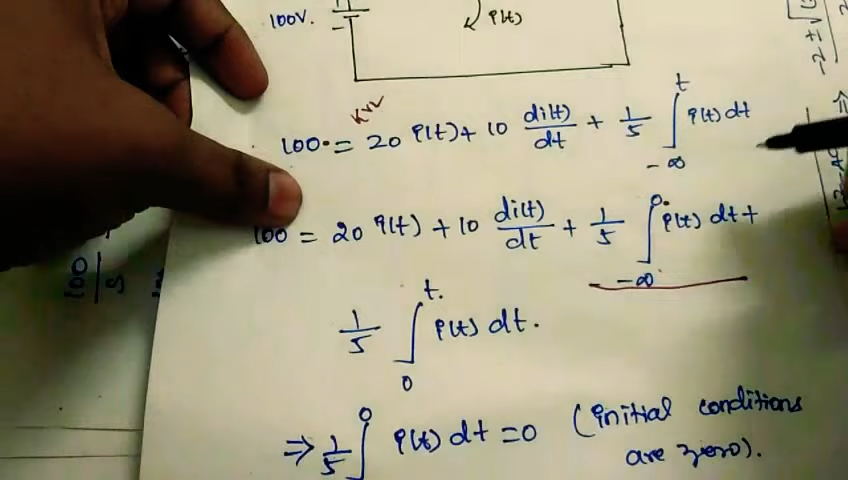 100V.
i(t)
KVL
100 = 20 i(t) + 10 di(t)/dt + 1/5 ∫_{-∞}^{t} i(t) dt
100 = 20 i(t) + 10 di(t)/dt + 1/5 ∫_{-∞}^{0} i(t) dt +
1/5 ∫_{0}^{t} i(t) dt.
⇒ 1/5 ∫^{0} i(t) dt = 0 (initial conditions
are zero).
100/S